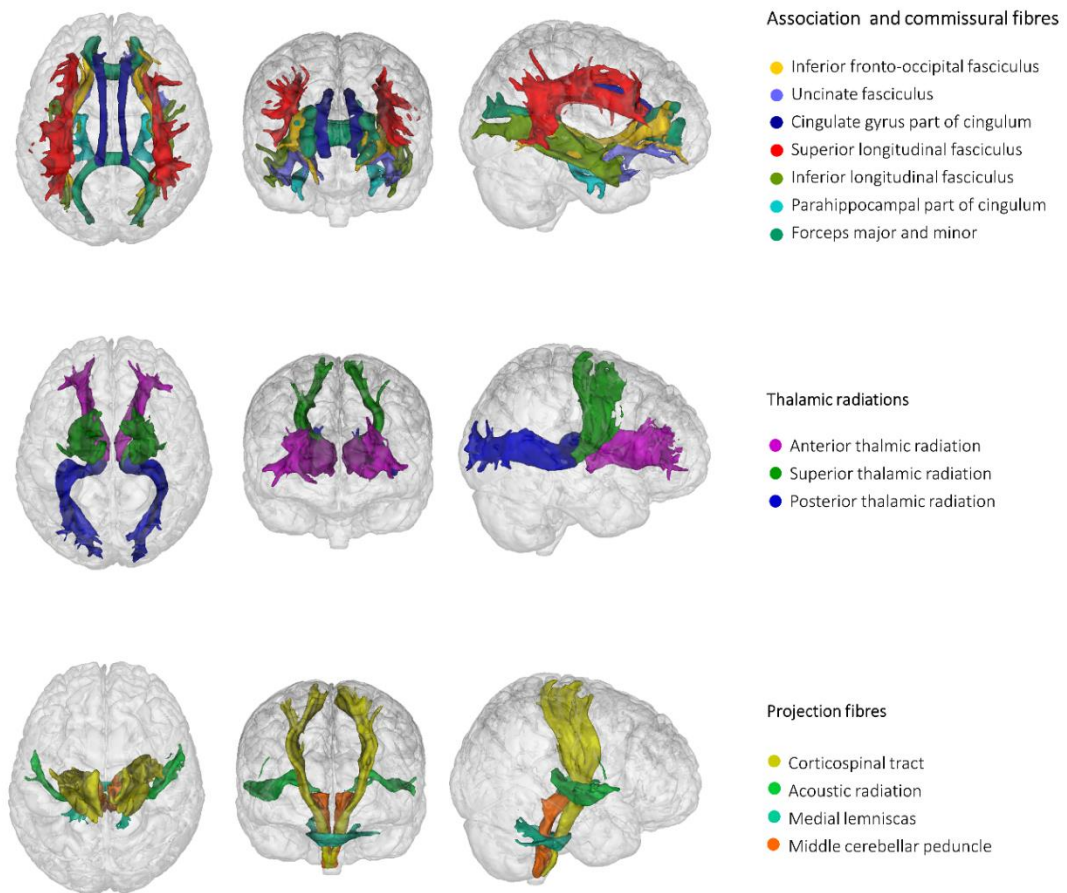 Association and commissural fibres
Inferior fronto-occipital fasciculus
Uncinate fasciculus
Cingulate gyrus part of cingulum
Superior longitudinal fasciculus
Inferior longitudinal fasciculus
Parahippocampal part of cingulum
Forceps major and minor
Thalamic radiations
Anterior thalmic radiation
Superior thalamic radiation
Posterior thalamic radiation
Projection fibres
Corticospinal tract
Acoustic radiation
Medial lemniscas
Middle cerebellar peduncle